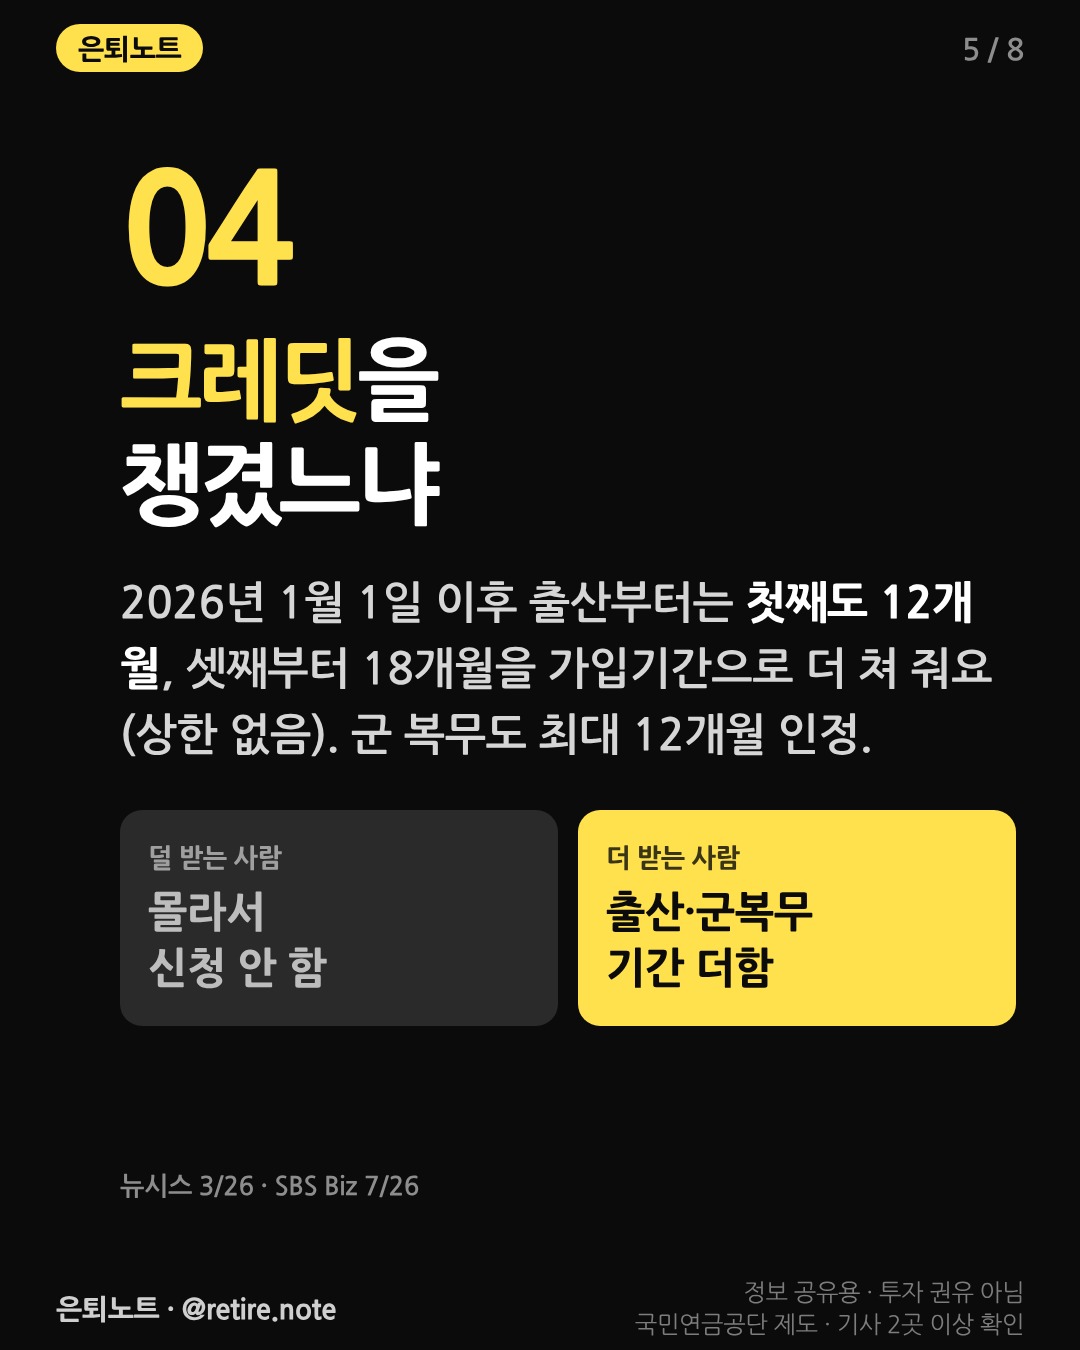 은퇴노트
5 / 8
04
크레딧을
챙겼느냐
2026년 1월 1일 이후 출산부터는 첫째도 12개
월, 셋째부터 18개월을 가입기간으로 더 쳐 줘요
(상한 없음). 군 복무도 최대 12개월 인정.
덜 받는 사람
몰라서
신청 안 함
더 받는 사람
출산·군복무
기간 더함
뉴시스 3/26 · SBS Biz 7/26
은퇴노트 · @retire.note
정보 공유용 · 투자 권유 아님
국민연금공단 제도 · 기사 2곳 이상 확인